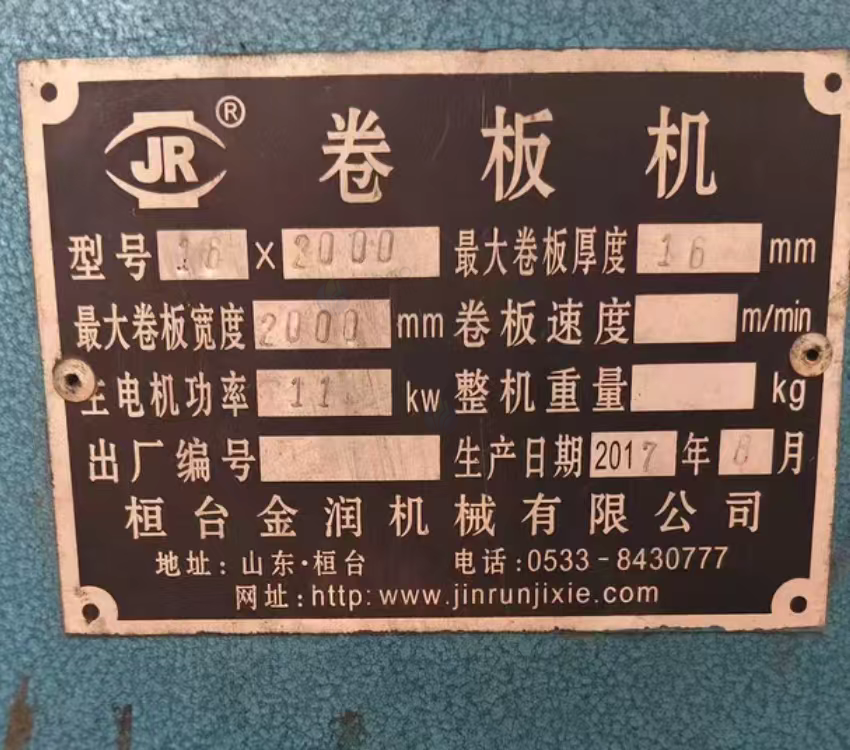 JR® 卷板机
型号 16 x 2000 最大卷板厚度 16 mm
最大卷板宽度 2000 mm 卷板速度 m/min
主电机功率 11 kw 整机重量 kg
出厂编号 生产日期 2017 年 6 月
桓台金润机械有限公司
地址:山东·桓台 电话:0533-8430777
网址:http: www.jinrunjixie.com